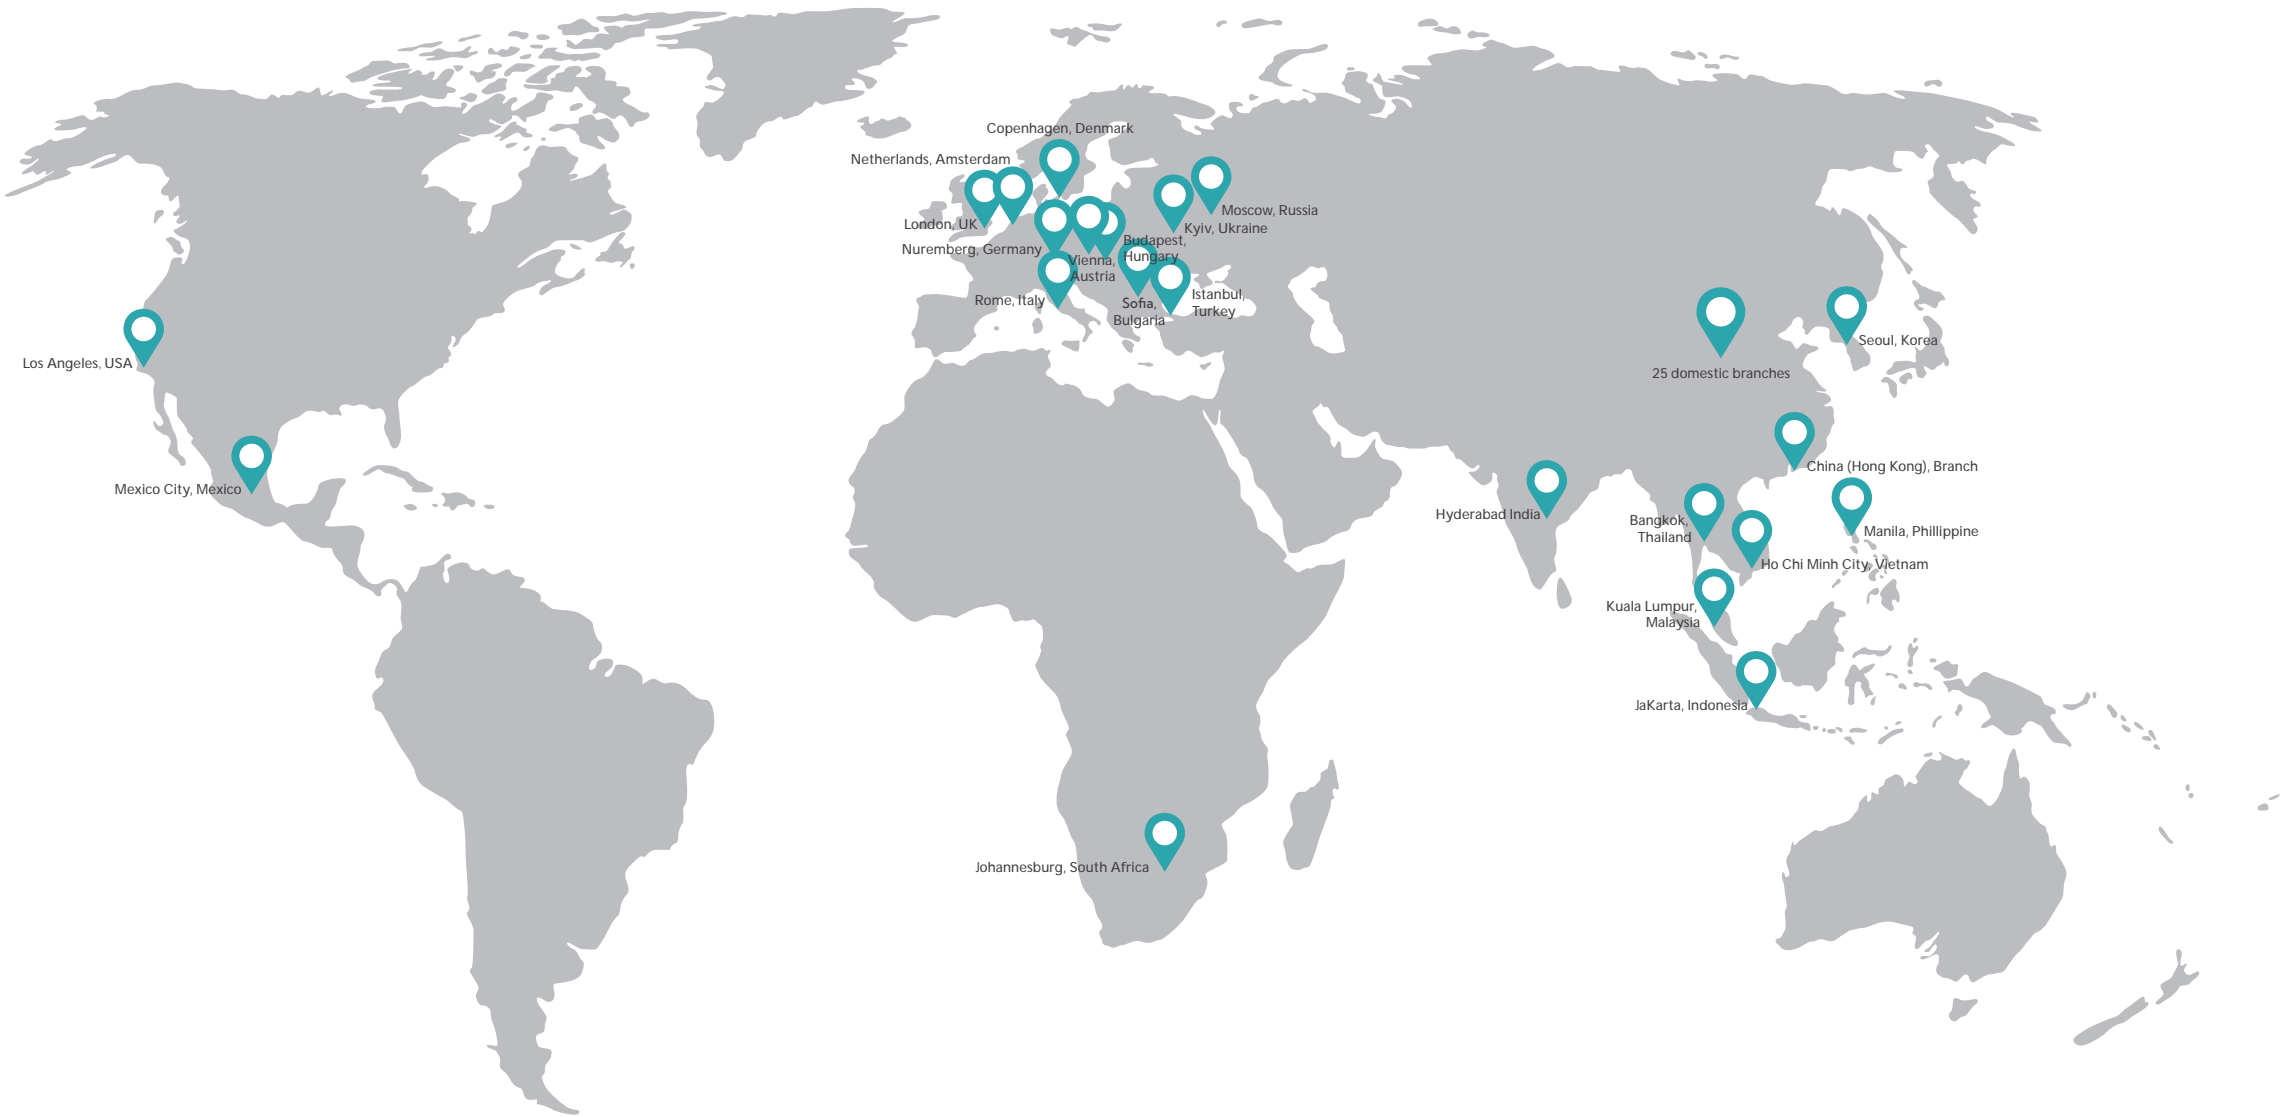 Copenhagen, Denmark
Netherlands, Amsterdam
Moscow, Russia
London, UK
Kyiv, Ukraine
Nuremberg, Germany
Budapest,
Hungary
Vienna,
Austria
Rome, Italy
Sofia,
Bulgaria
Istanbul,
Turkey
Los Angeles, USA
Seoul, Korea
25 domestic branches
China (Hong Kong), Branch
Mexico City, Mexico
Hyderabad India
Bangkok,
Thailand
Manila, Phillippine
Ho Chi Minh City, Vietnam
Kuala Lumpur,
Malaysia
JaKarta, Indonesia
Johannesburg, South Africa